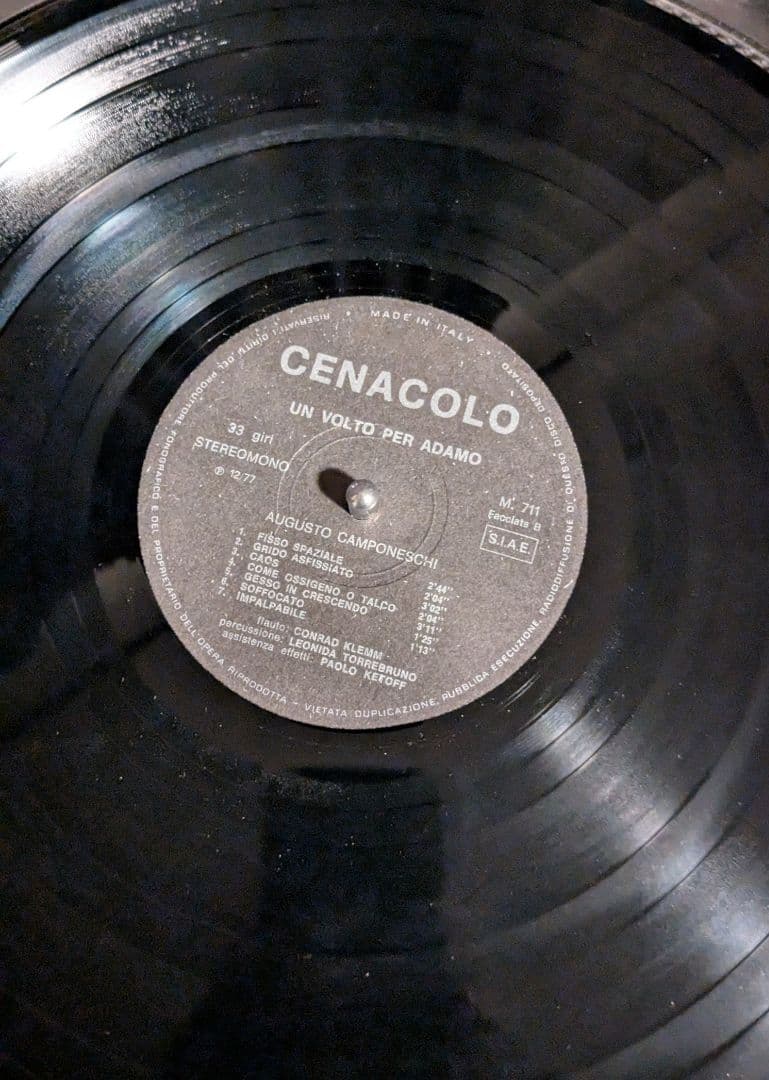 MADE IN ITALY
CENACOLO
UN VOLTO PER ADAMO
33 giri
STEREOMONO
℗ 12/77
M. 711
Facciata B
S.I.A.E.
AUGUSTO CAMPONESCHI
1. FISSO SPAZIALE 2'44''
2. GRIDO ASFISSIATO 2'04''
3. CAOS 3'02''
4. COME OSSIGENO O TALCO 2'04''
5. GESSO IN CRESCENDO 3'11''
6. SOFFOCATO 1'25''
7. IMPALPABILE 1'13''
flauto: CONRAD KLEMM -
percussione: LEONIDA TORREBRUNO
assistenza effetti: PAOLO KETOFF
RISERVATI I DIRITTI DEL PRODUTTORE FONOGRAFICO E DEL PROPRIETARIO DELL'OPERA RIPRODOTTA - VIETATA DUPLICAZIONE, PUBBLICA ESECUZIONE, RADIODIFFUSIONE DI QUESTO DISCO DEPOSITATO